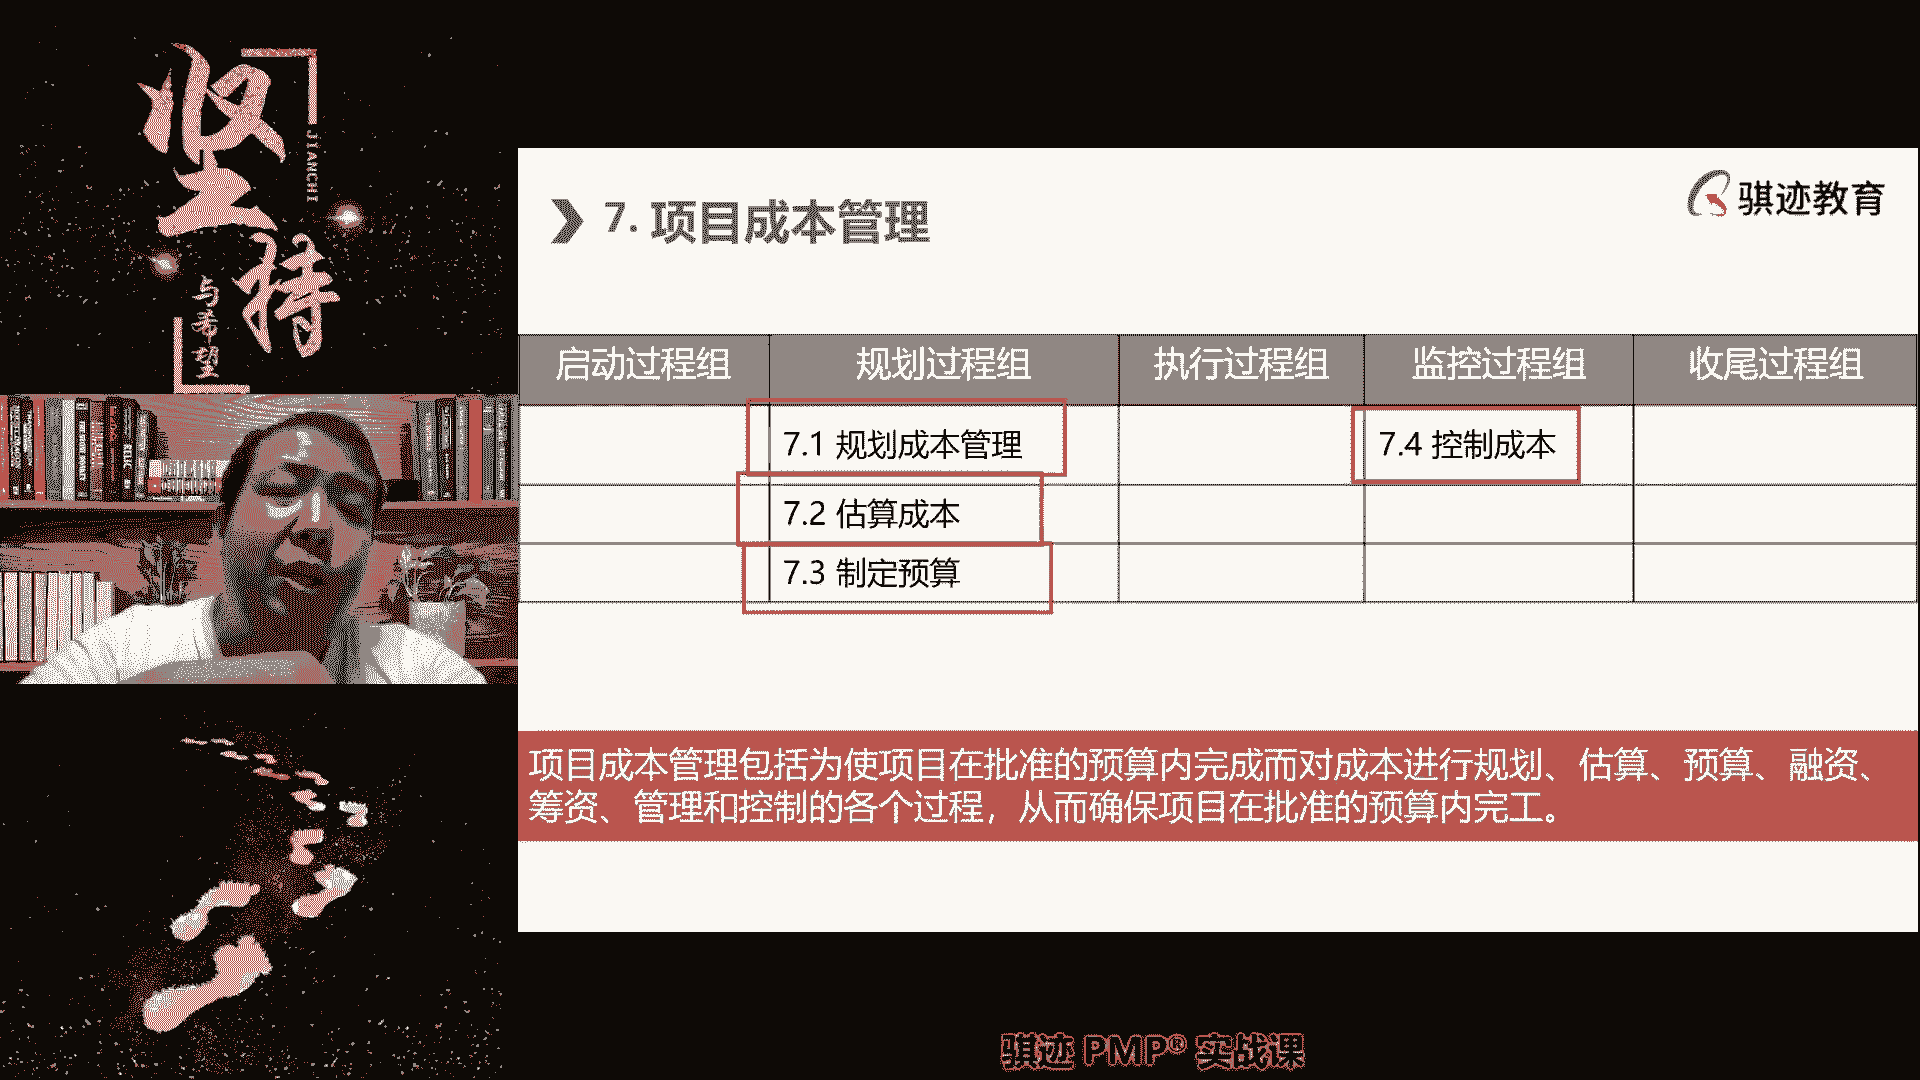 坚持
JIANCHI
与希望
7. 项目成本管理
骐迹教育
启动过程组 规划过程组 执行过程组 监控过程组 收尾过程组
7.1 规划成本管理 7.4 控制成本
7.2 估算成本
7.3 制定预算
项目成本管理包括为使项目在批准的预算内完成而对成本进行规划、估算、预算、融资、
筹资、管理和控制的各个过程，从而确保项目在批准的预算内完工。
骐迹 PMP® 实战课